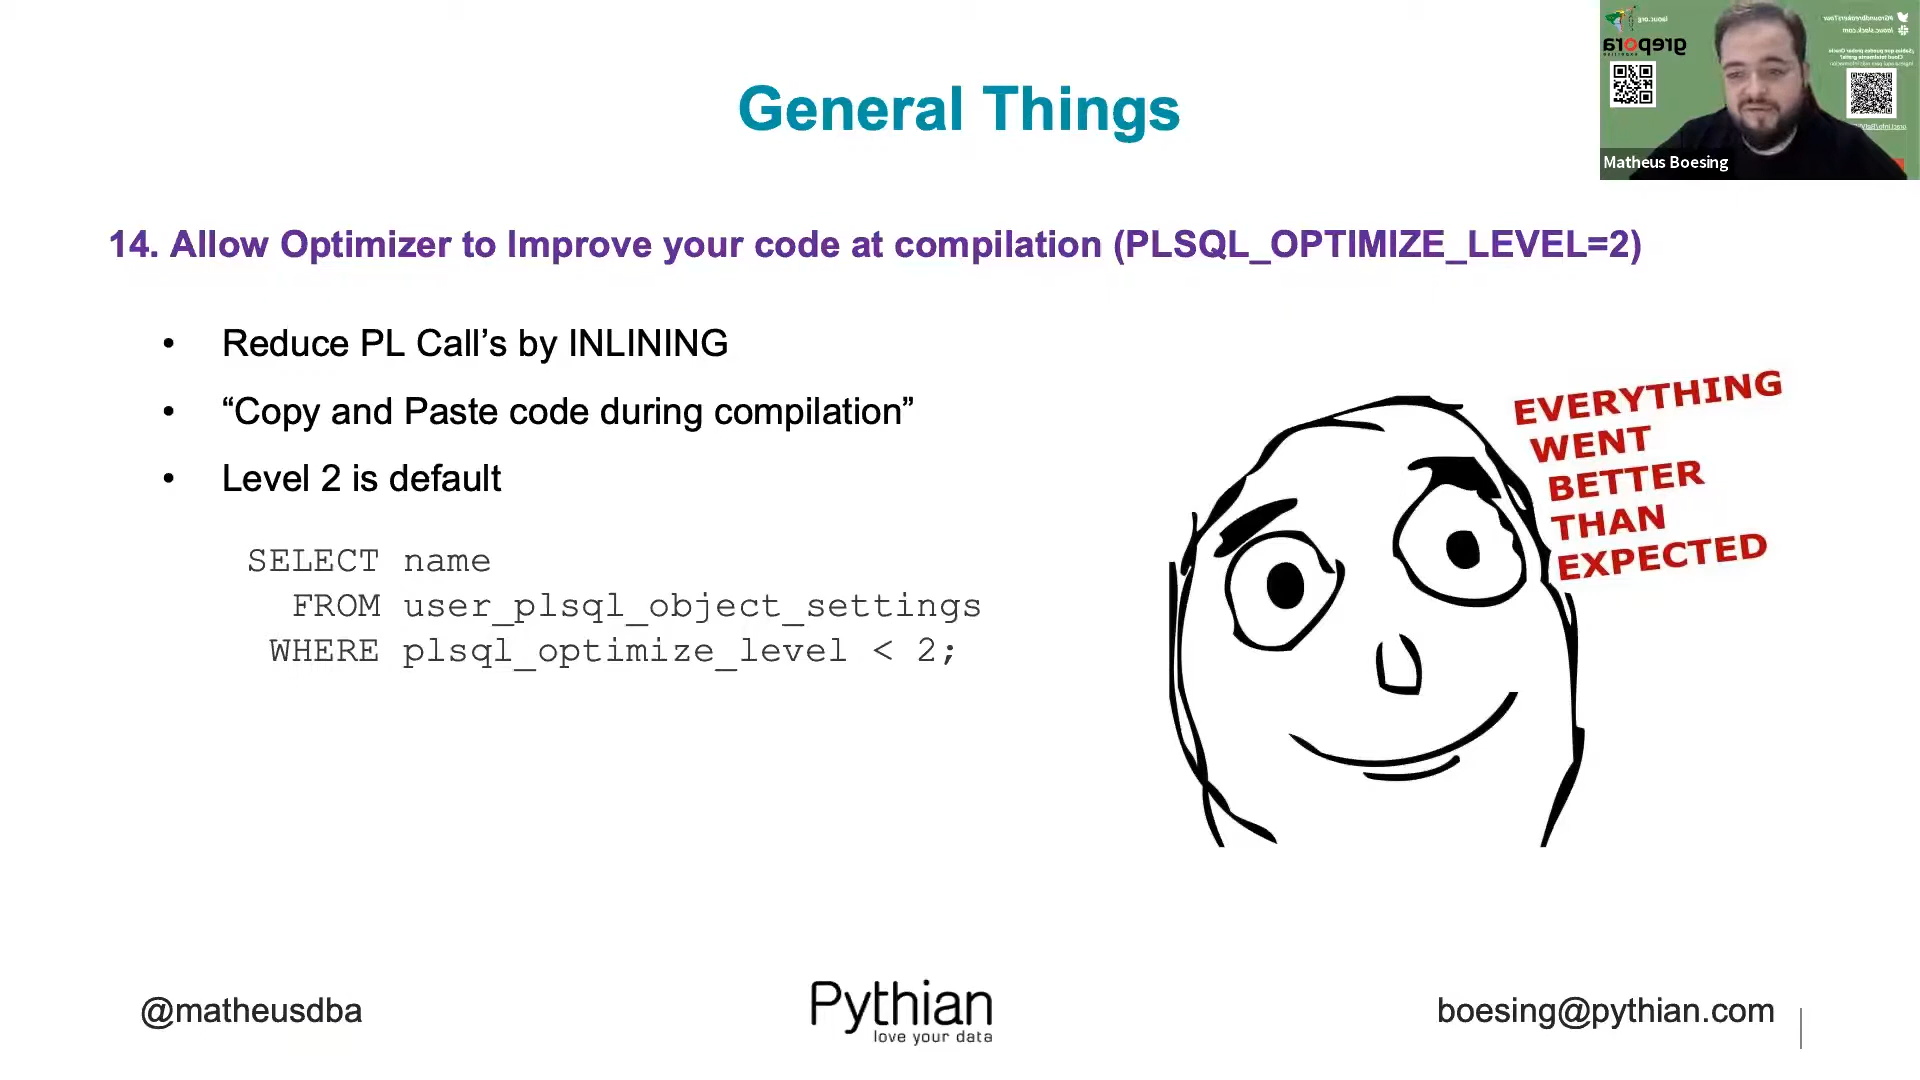 General Things
14. Allow Optimizer to Improve your code at compilation (PLSQL_OPTIMIZE_LEVEL=2)
• Reduce PL Call’s by INLINING
• “Copy and Paste code during compilation”
• Level 2 is default
SELECT name
FROM user_plsql_object_settings
WHERE plsql_optimize_level < 2;
EVERYTHING
WENT
BETTER
THAN
EXPECTED
grepora
Matheus Boesing
@matheusdba
Pythian
love your data
boesing@pythian.com